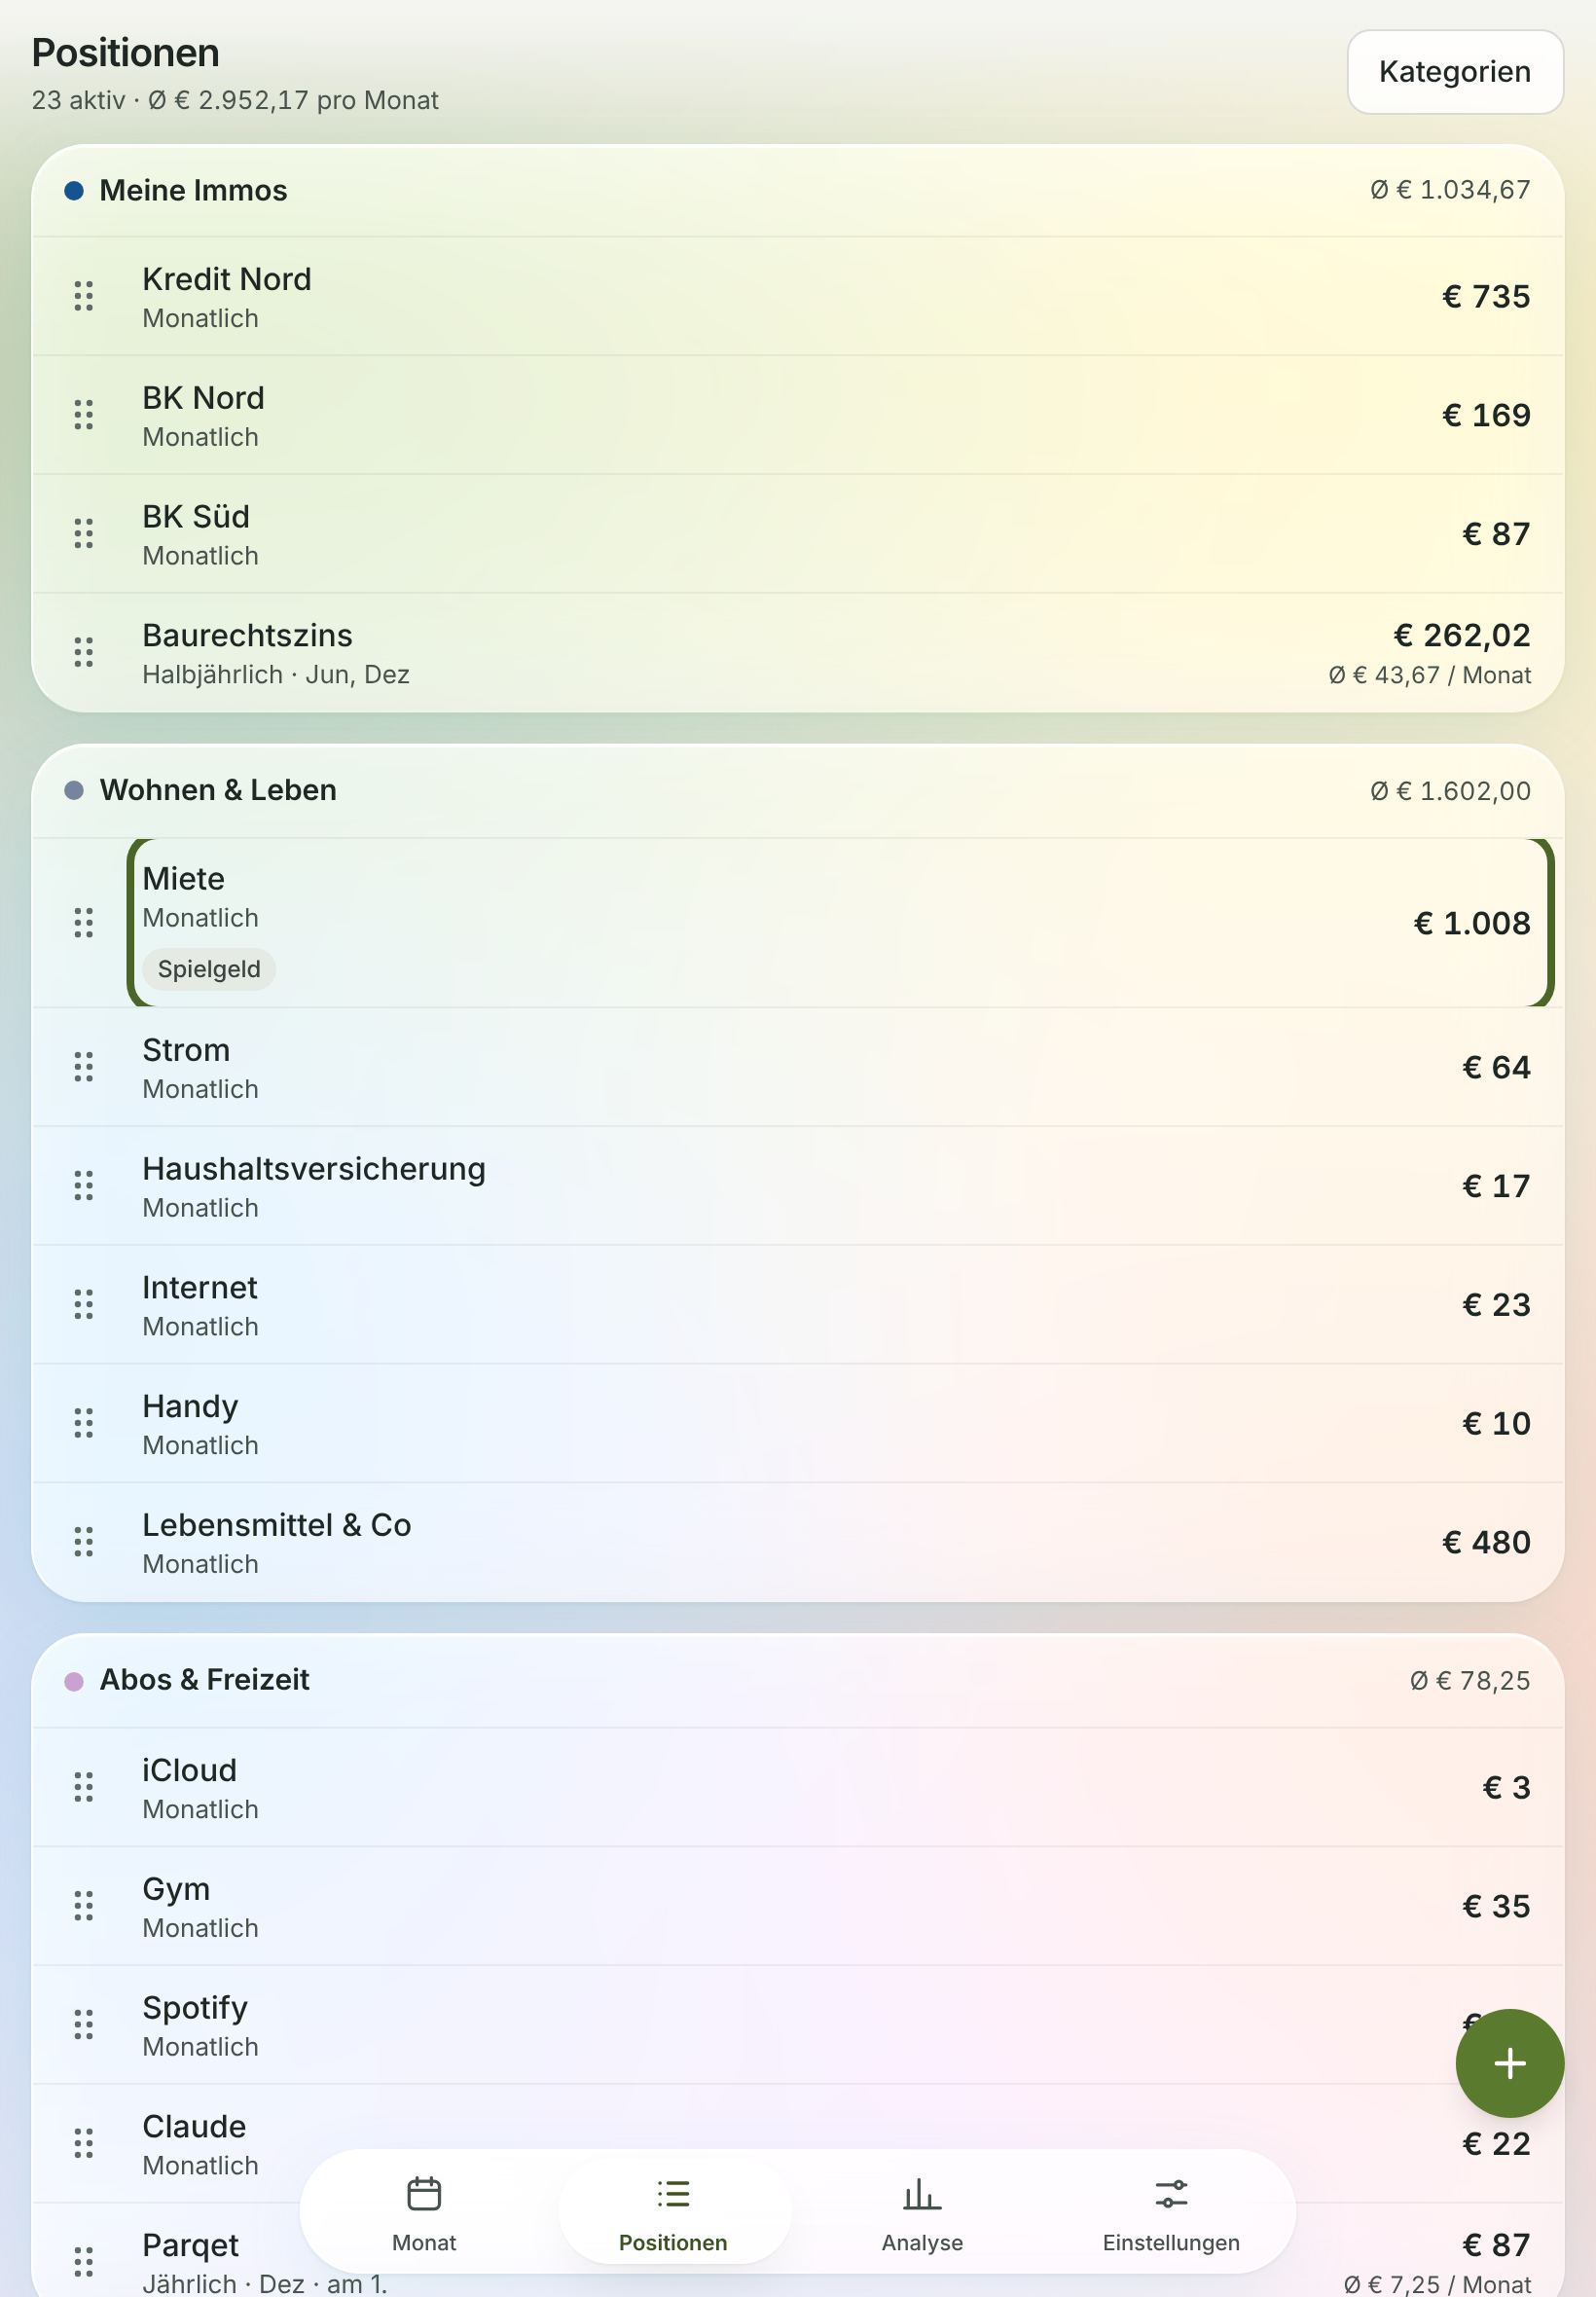 Positionen
23 aktiv · Ø € 2.952,17 pro Monat
Kategorien
Meine Immos
Ø € 1.034,67
Kredit Nord
Monatlich
€ 735
BK Nord
Monatlich
€ 169
BK Süd
Monatlich
€ 87
Baurechtszins
Halbjährlich · Jun, Dez
€ 262,02
Ø € 43,67 / Monat
Wohnen & Leben
Ø € 1.602,00
Miete
Monatlich
Spielgeld
€ 1.008
Strom
Monatlich
€ 64
Haushaltsversicherung
Monatlich
€ 17
Internet
Monatlich
€ 23
Handy
Monatlich
€ 10
Lebensmittel & Co
Monatlich
€ 480
Abos & Freizeit
Ø € 78,25
iCloud
Monatlich
€ 3
Gym
Monatlich
€ 35
Spotify
Monatlich
€
Claude
Monatlich
€ 22
Parqet
Jährlich · Dez · am 1.
€ 87
Ø € 7,25 / Monat
Monat
Positionen
Analyse
Einstellungen